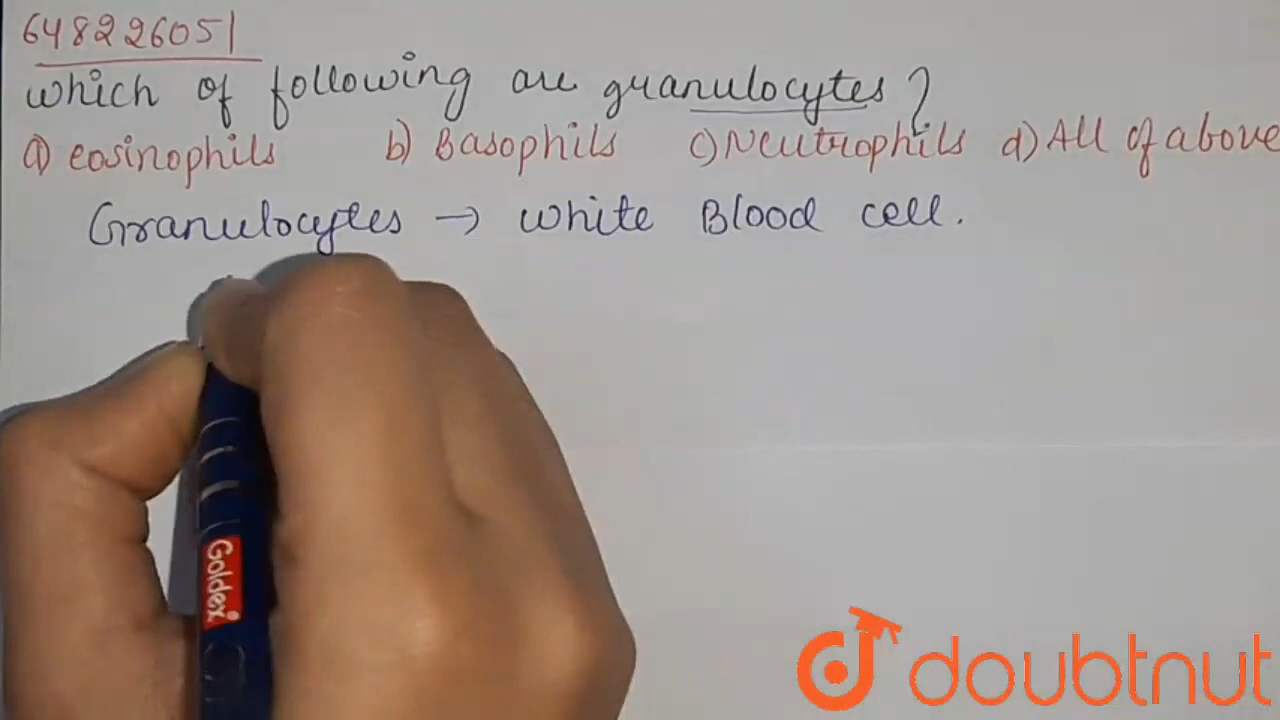 648226051
which of following are granulocytes?
a) eosinophils b) Basophils c) Neutrophils d) All of above
Granulocytes → White Blood cell.
Goldex
doubtnut